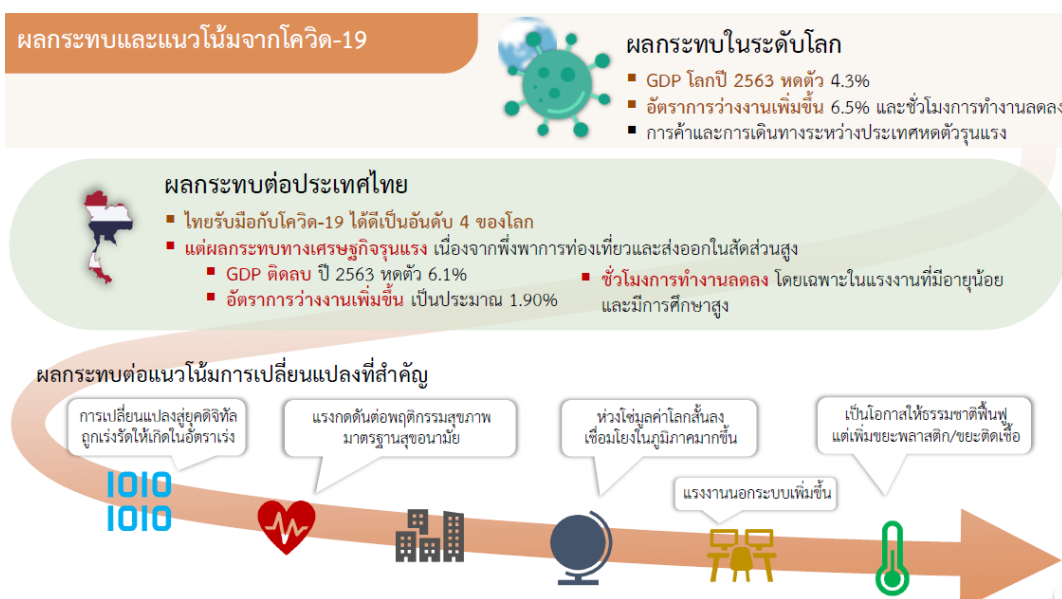 ผลกระทบและแนวโน้มจากโควิด-19
ผลกระทบในระดับโลก
▪ GDP โลกปี 2563 หดตัว 4.3%
▪ อัตราการว่างงานเพิ่มขึ้น 6.5% และชั่วโมงการทำงานลดลง
▪ การค้าและการเดินทางระหว่างประเทศหดตัวรุนแรง
ผลกระทบต่อประเทศไทย
▪ ไทยรับมือกับโควิด-19 ได้ดีเป็นอันดับ 4 ของโลก
▪ แต่ผลกระทบทางเศรษฐกิจรุนแรง เนื่องจากพึ่งพาการท่องเที่ยวและส่งออกในสัดส่วนสูง
▪ GDP ติดลบ ปี 2563 หดตัว 6.1%
▪ อัตราการว่างงานเพิ่มขึ้น เป็นประมาณ 1.90%
▪ ชั่วโมงการทำงานลดลง โดยเฉพาะในแรงงานที่มีอายุน้อย
และมีการศึกษาสูง
ผลกระทบต่อแนวโน้มการเปลี่ยนแปลงที่สำคัญ
การเปลี่ยนแปลงสู่ยุคดิจิทัล
ถูกเร่งรัดให้เกิดในอัตราเร่ง
แรงกดดันต่อพฤติกรรมสุขภาพ
มาตรฐานสุขอนามัย
ห่วงโซ่มูลค่าโลกสั้นลง
เชื่อมโยงในภูมิภาคมากขึ้น
แรงงานนอกระบบเพิ่มขึ้น
เป็นโอกาสให้ธรรมชาติฟื้นฟู
แต่เพิ่มขยะพลาสติก/ขยะติดเชื้อ
1010
1010